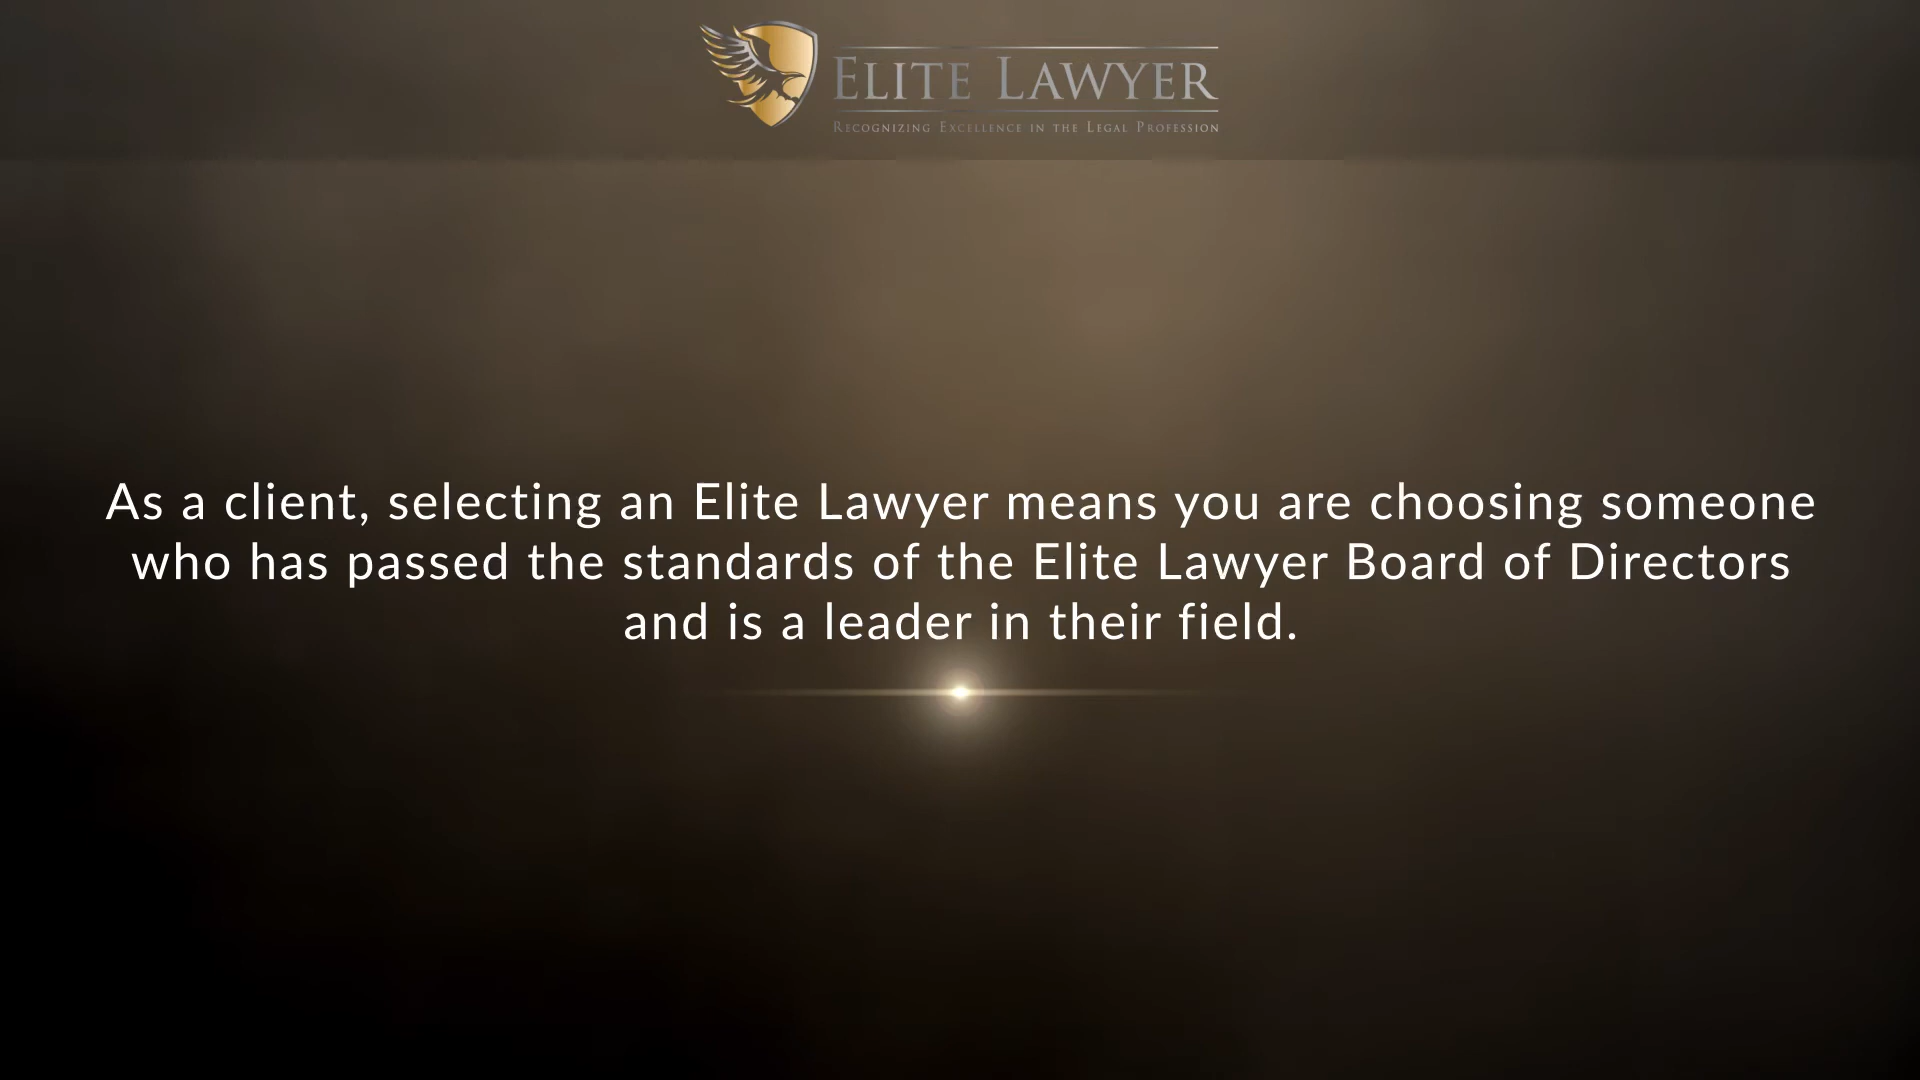 ELITE LAWYER
RECOGNIZING EXCELLENCE IN THE LEGAL PROFESSION
As a client, selecting an Elite Lawyer means you are choosing someone
who has passed the standards of the Elite Lawyer Board of Directors
and is a leader in their field.